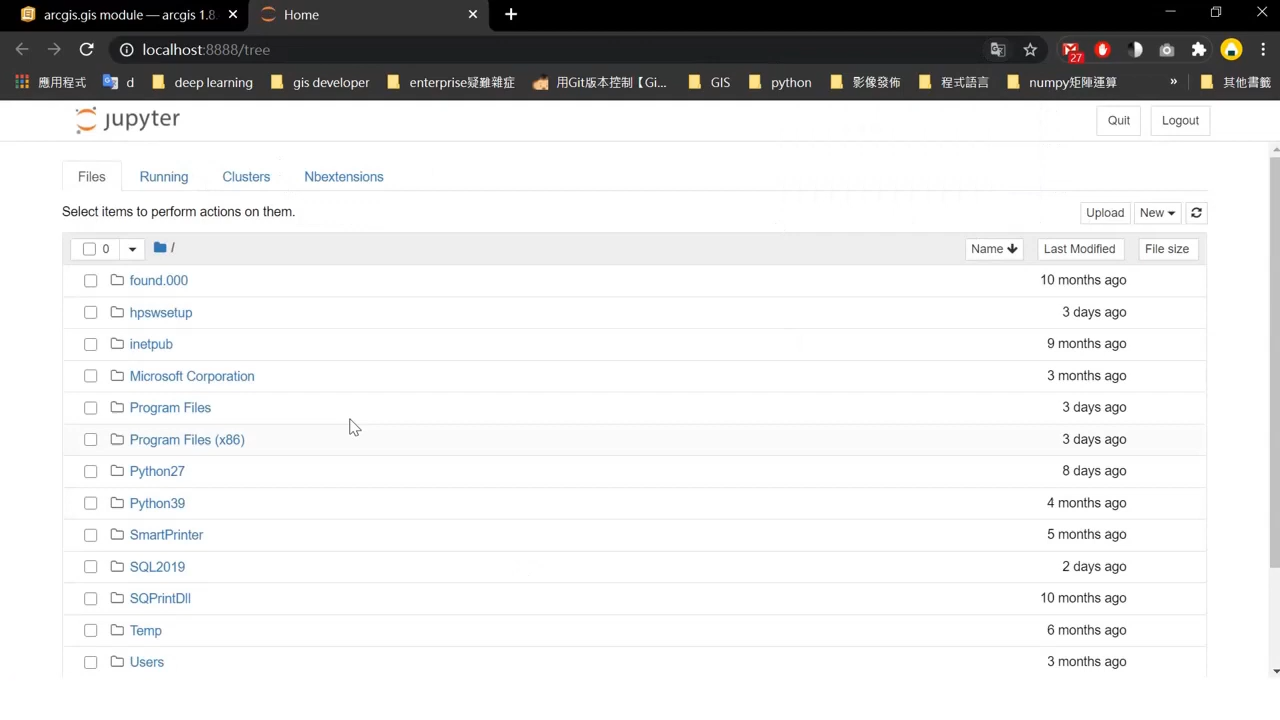 arcgis.gis module — arcgis 1.8.
Home
localhost:8888/tree
27
應用程式
d
deep learning
gis developer
enterprise疑難雜症
用Git版本控制【Gi...
GIS
python
影像發佈
程式語言
numpy矩陣運算
»
其他書籤
jupyter
Quit
Logout
Files
Running
Clusters
Nbextensions
Select items to perform actions on them.
Upload
New
0
/
Name
Last Modified
File size
found.000
10 months ago
hpswsetup
3 days ago
inetpub
9 months ago
Microsoft Corporation
3 months ago
Program Files
3 days ago
Program Files (x86)
3 days ago
Python27
8 days ago
Python39
4 months ago
SmartPrinter
5 months ago
SQL2019
2 days ago
SQPrintDll
10 months ago
Temp
6 months ago
Users
3 months ago